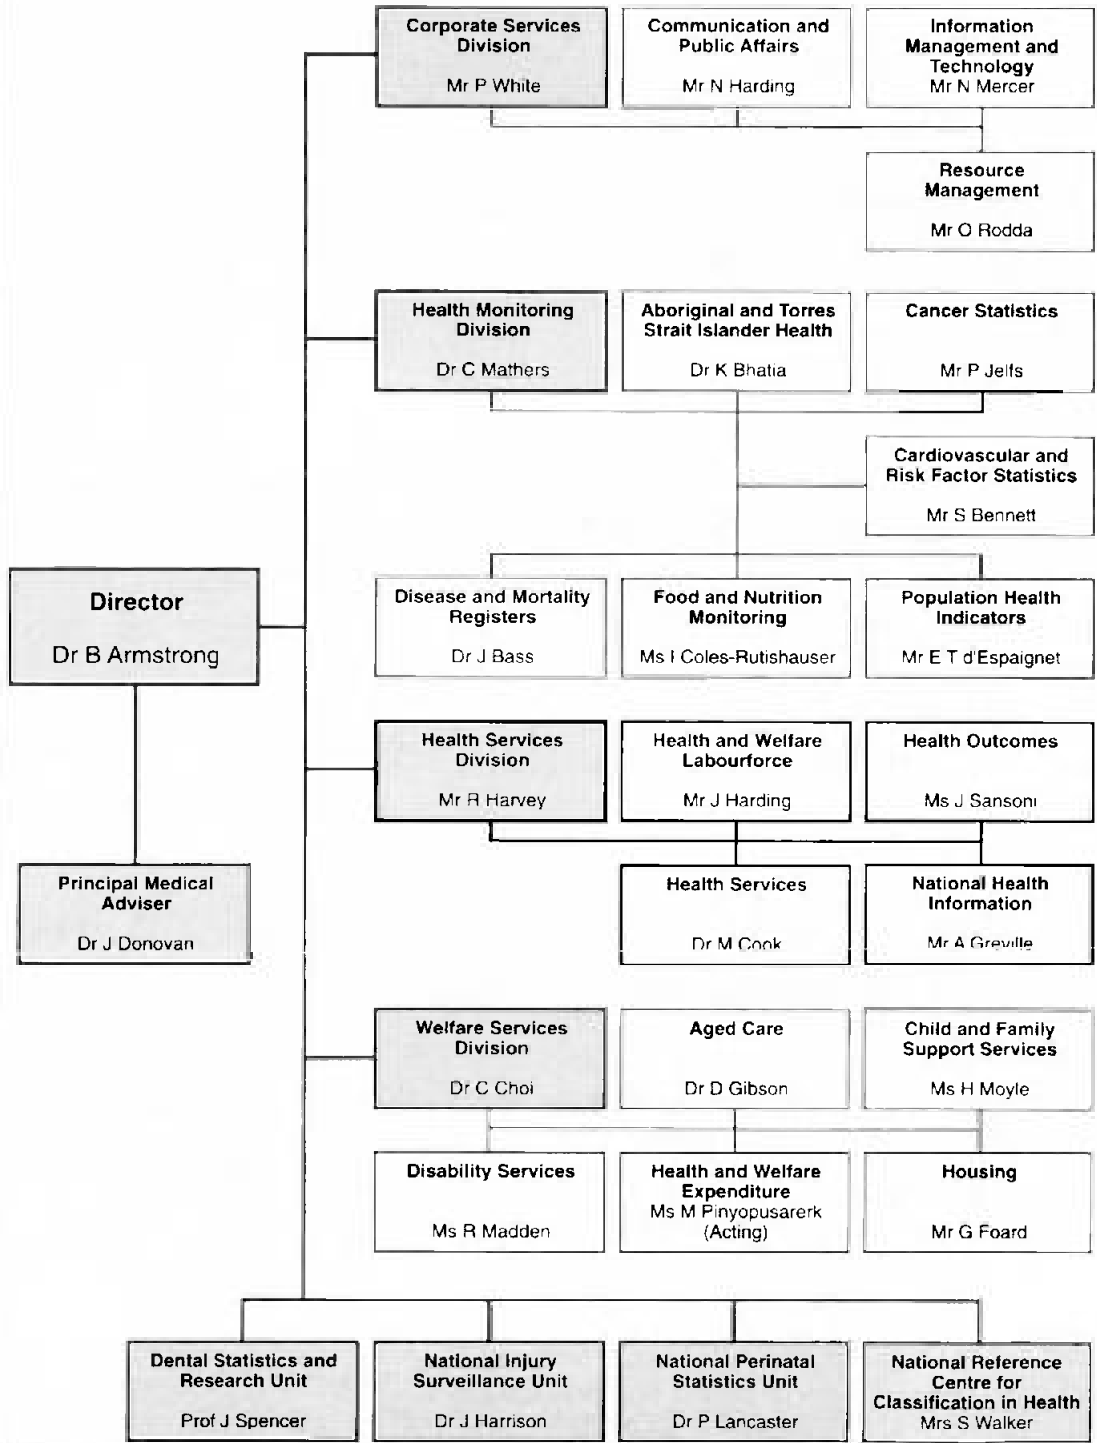 Corporate Services
Division
Mr P White
Communication and
Public Affairs
Mr N Harding
Information
Management and
Technology
Mr N Mercer
Resource
Management
Mr O Rodda
Health Monitoring
Division
Dr C Mathers
Aboriginal and Torres
Strait Islander Health
Dr K Bhatia
Cancer Statistics
Mr P Jelfs
Cardiovascular and
Risk Factor Statistics
Mr S Bennett
Director
Dr B Armstrong
Disease and Mortality
Registers
Dr J Bass
Food and Nutrition
Monitoring
Ms I Coles-Rutishauser
Population Health
Indicators
Mr E T d'Espaignet
Health Services
Division
Mr R Harvey
Health and Welfare
Labourforce
Mr J Harding
Health Outcomes
Ms J Sansoni
Principal Medical
Adviser
Dr J Donovan
Health Services
Dr M Cook
National Health
Information
Mr A Greville
Welfare Services
Division
Dr C Choi
Aged Care
Dr D Gibson
Child and Family
Support Services
Ms H Moyle
Disability Services
Ms R Madden
Health and Welfare
Expenditure
Ms M Pinyopusarerk
(Acting)
Housing
Mr G Foard
Dental Statistics and
Research Unit
Prof J Spencer
National Injury
Surveillance Unit
Dr J Harrison
National Perinatal
Statistics Unit
Dr P Lancaster
National Reference
Centre for
Classification in Health
Mrs S Walker